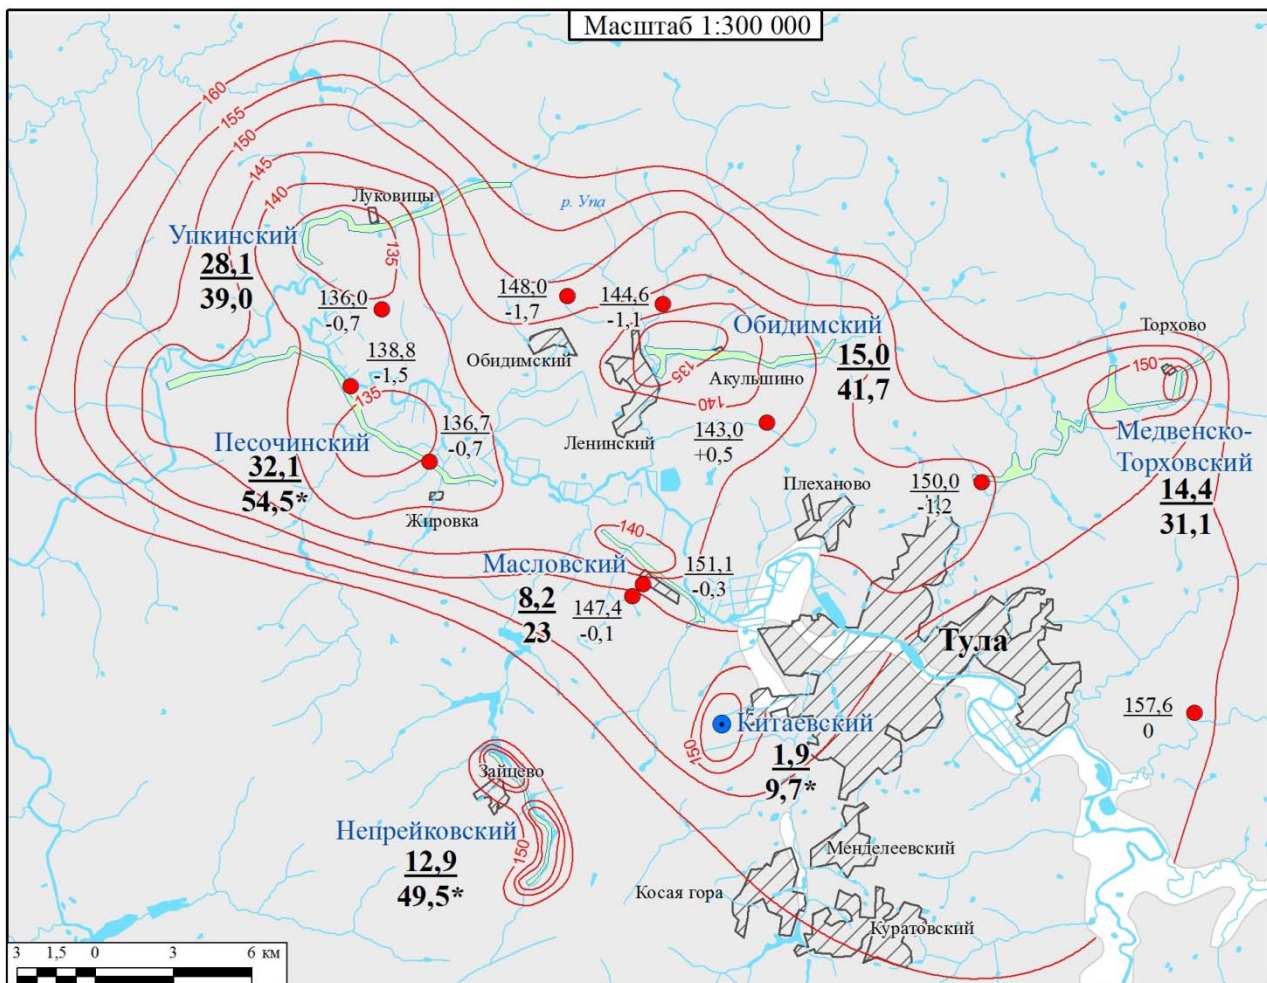 Масштаб 1:300 000
160
155
150
145
140
Луковицы
р. Упа
Упкинский
28,1
39,0
135
136,0
-0,7
148,0
-1,7
144,6
-1,1
Обидимский
15,0
41,7
Торхово
150
138,8
-1,5
Обидимский
135
Акульшино
140
135
136,7
-0,7
Ленинский
143,0
+0,5
Песочинский
32,1
54,5*
Медвенско-
Торховский
14,4
31,1
Жировка
Плеханово
150,0
-1,2
140
Масловский
8,2
23
151,1
-0,3
147,4
-0,1
Тула
157,6
0
150
Китаевский
1,9
9,7*
Зайцево
Непрейковский
12,9
49,5*
150
Менделеевский
Косая гора
Куратовский
3 1,5 0 3 6 км